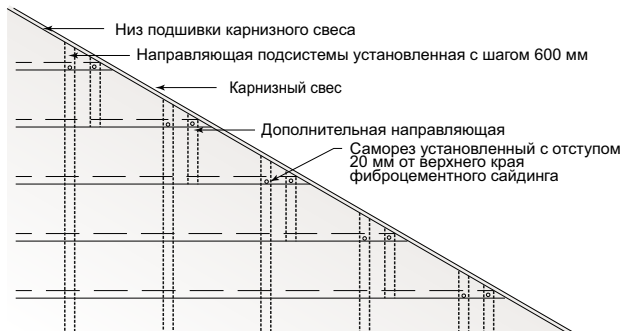 Низ подшивки карнизного свеса
Направляющая подсистемы установленная с шагом 600 мм
Карнизный свес
Дополнительная направляющая
Саморез установленный с отступом
20 мм от верхнего края
фиброцементного сайдинга